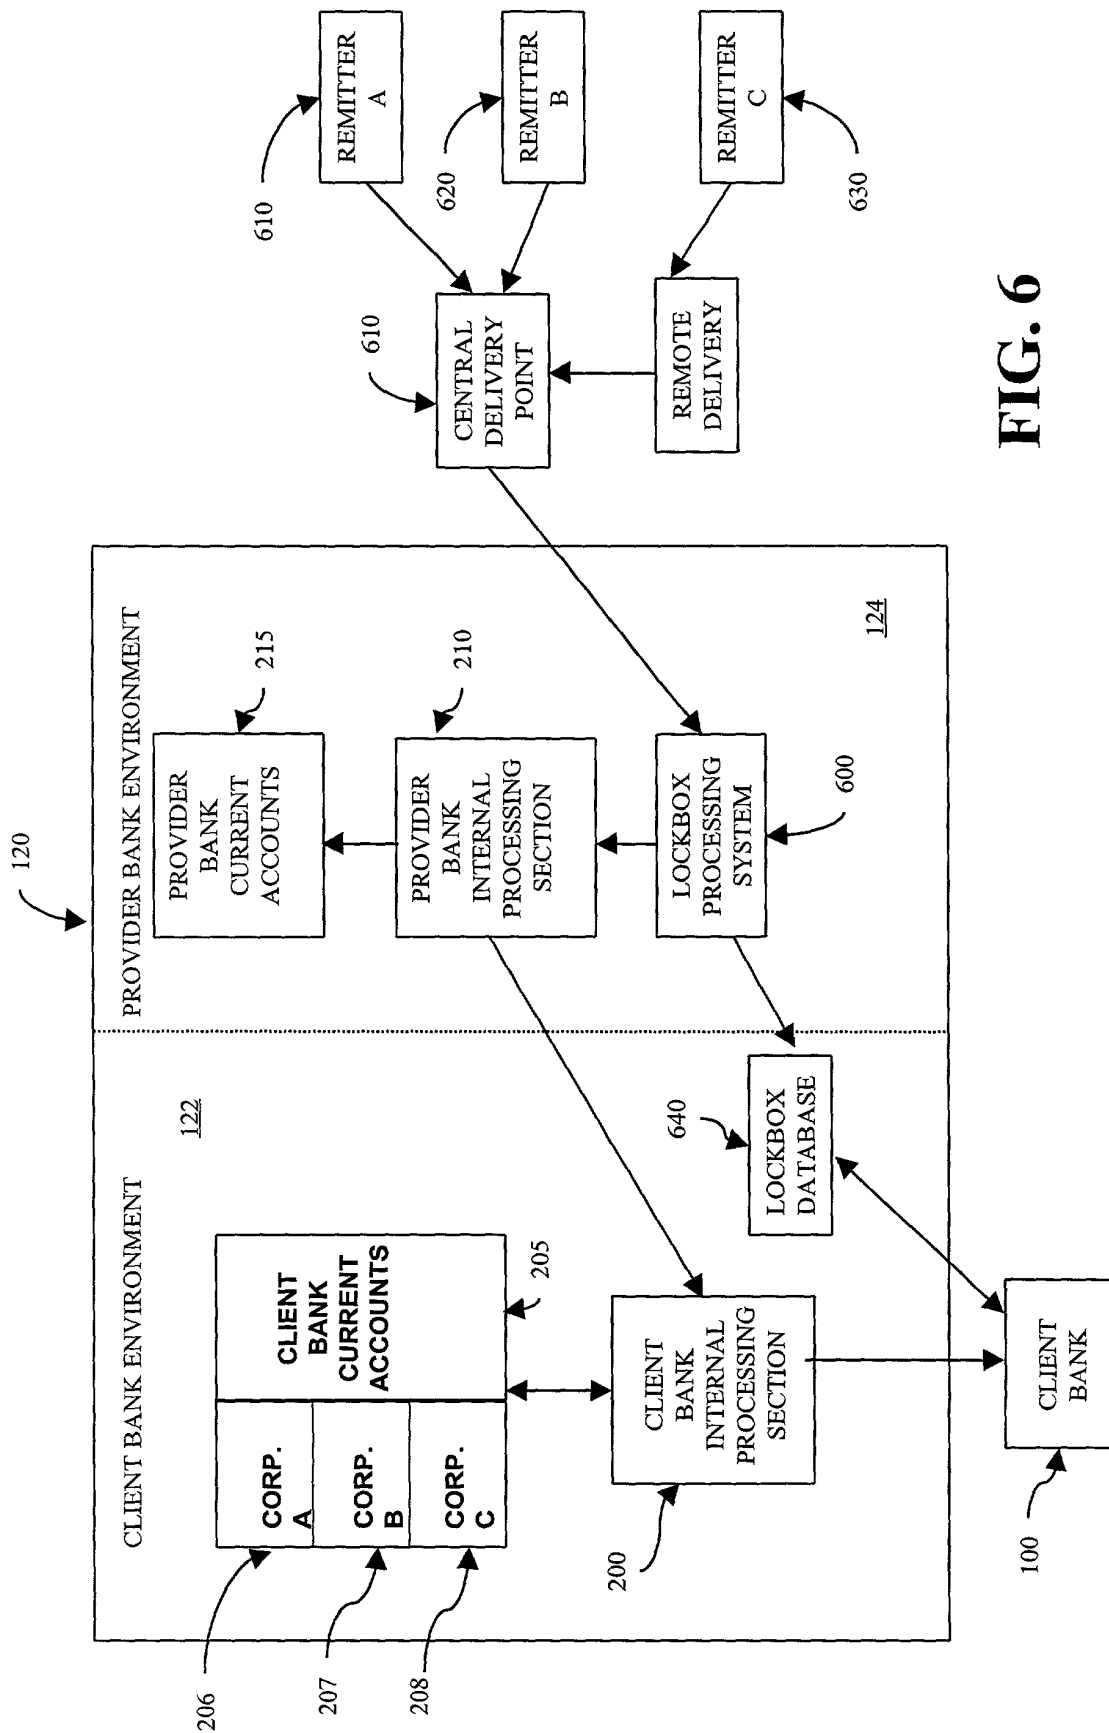 120
CLIENT BANK ENVIRONMENT
PROVIDER BANK ENVIRONMENT
122
206
207
208
CORP.
A
CORP.
B
CORP.
C
CLIENT
BANK
CURRENT
ACCOUNTS
205
PROVIDER
BANK
CURRENT
ACCOUNTS
215
PROVIDER
BANK
INTERNAL
PROCESSING
SECTION
210
200
CLIENT
BANK
INTERNAL
PROCESSING
SECTION
640
LOCKBOX
DATABASE
LOCKBOX
PROCESSING
SYSTEM
600
124
100
CLIENT
BANK
610
CENTRAL
DELIVERY
POINT
REMOTE
DELIVERY
610
REMITTER
A
620
REMITTER
B
REMITTER
C
630
FIG. 6